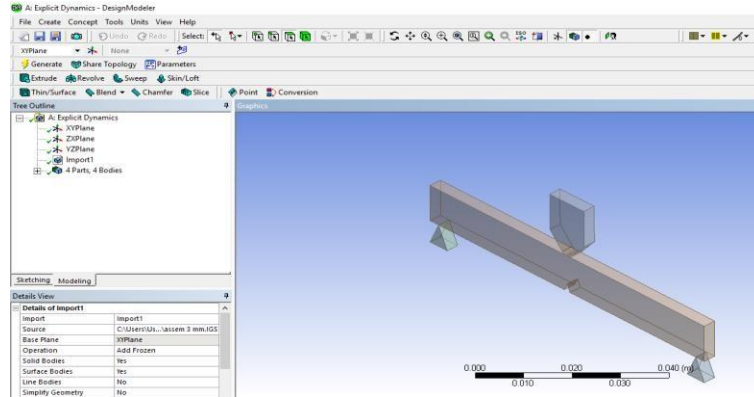 A: Explicit Dynamics - DesignModeler
File Create Concept Tools Units View Help
Undo Redo Select:
XYPlane None
Generate Share Topology Parameters
Extrude Revolve Sweep Skin/Loft
Thin/Surface Blend Chamfer Slice Point Conversion
Tree Outline
Graphics
A: Explicit Dynamics
XYPlane
ZXPlane
YZPlane
Import1
4 Parts, 4 Bodies
Sketching Modeling
Details View
Details of Import1
Import Import1
Source C:\Users\Us...\assem 3 mm.IGS
Base Plane XYPlane
Operation Add Frozen
Solid Bodies Yes
Surface Bodies Yes
Line Bodies No
Simplify Geometry No
0.000 0.020 0.040 (m)
0.010 0.030